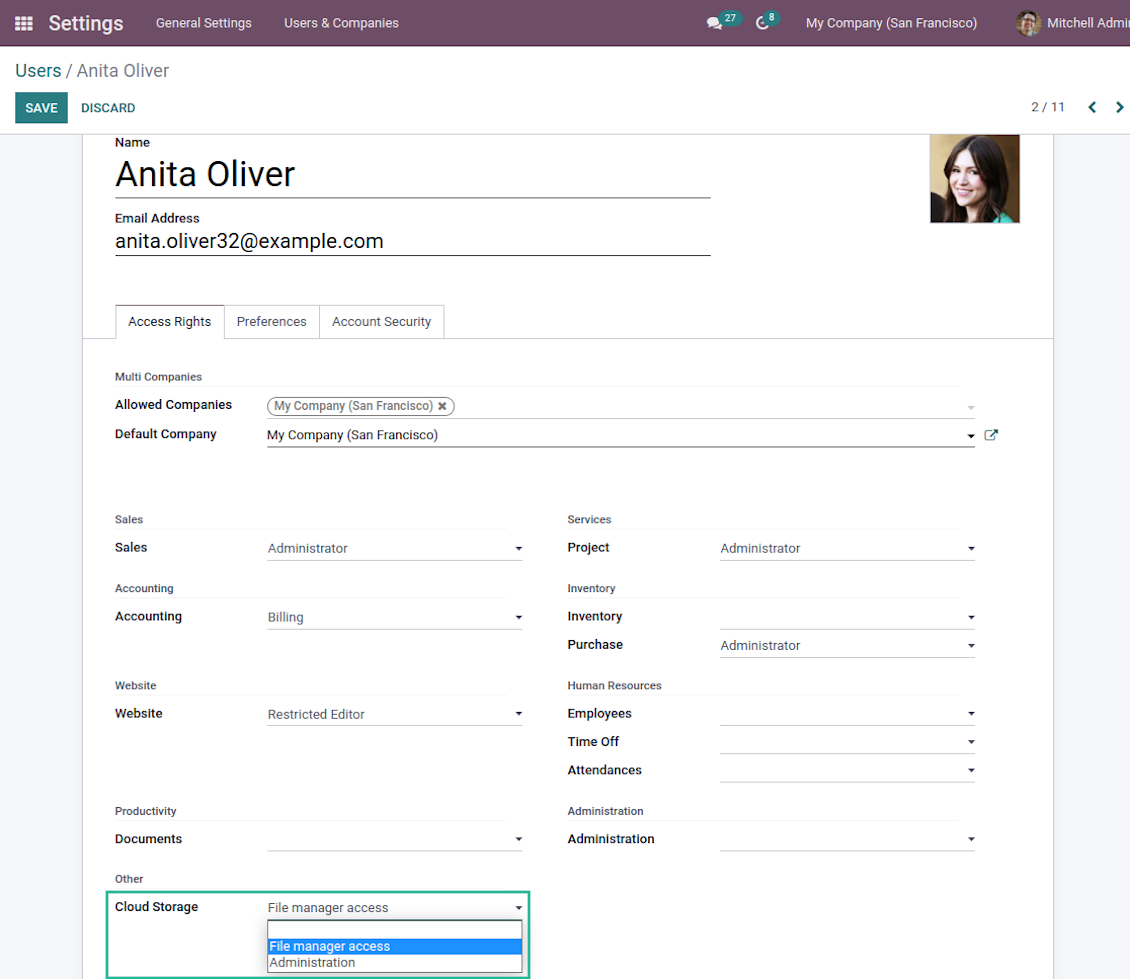 Settings General Settings Users & Companies 27 8 My Company (San Francisco) Mitchell Admin
Users / Anita Oliver
SAVE DISCARD 2 / 11
Name
Anita Oliver
Email Address
anita.oliver32@example.com
Access Rights Preferences Account Security
Multi Companies
Allowed Companies My Company (San Francisco) ✖
Default Company My Company (San Francisco)
Sales Services
Sales Administrator Project Administrator
Accounting Inventory
Accounting Billing Inventory
Purchase Administrator
Website Human Resources
Website Restricted Editor Employees
Time Off
Attendances
Productivity Administration
Documents Administration
Other
Cloud Storage File manager access
File manager access
Administration